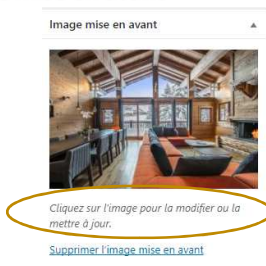 Image mise en avant
Cliquez sur l'image pour la modifier ou la
mettre à jour.
Supprimer l'image mise en avant